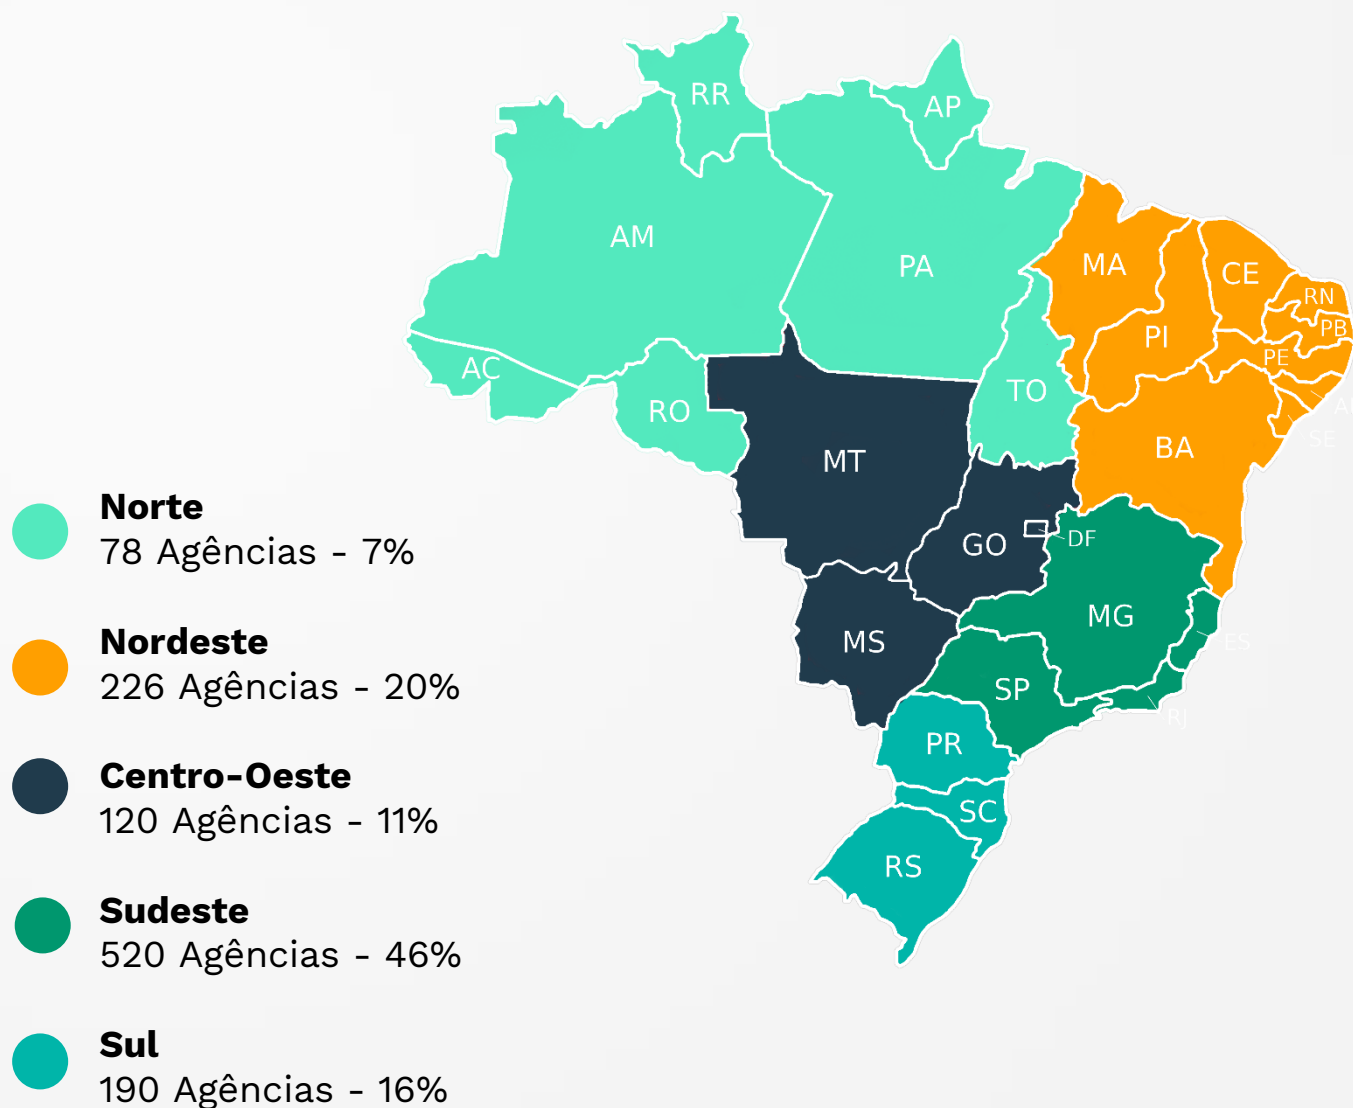 RR
AP
AM
PA
MA
CE
RN
PB
PI
PE
AC
TO
RO
BA
SE
MT
DF
GO
MG
MS
ES
SP
RJ
PR
SC
RS
Norte
78 Agências - 7%
Nordeste
226 Agências - 20%
Centro-Oeste
120 Agências - 11%
Sudeste
520 Agências - 46%
Sul
190 Agências - 16%